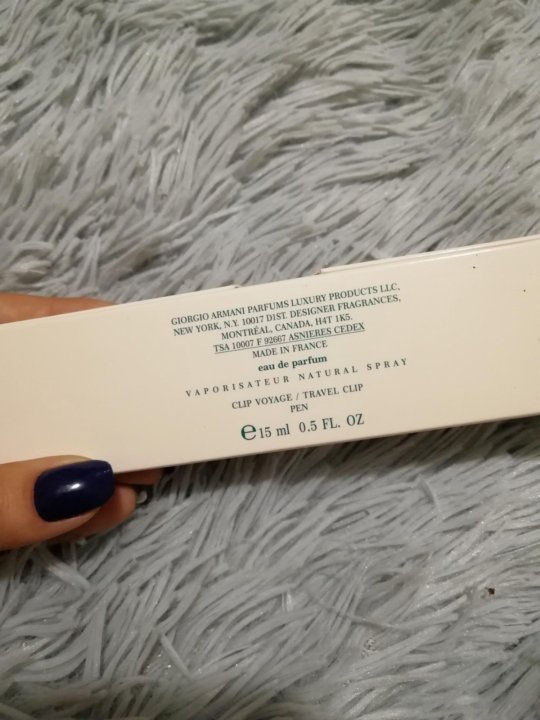 GIORGIO ARMANI PARFUMS LUXURY PRODUCTS LLC,
NEW YORK, N.Y. 10017 DIST. DESIGNER FRAGRANCES,
MONTRÉAL, CANADA, H4T 1K5.
TSA 10007 F 92667 ASNIERES CEDEX
MADE IN FRANCE
eau de parfum
VAPORISATEUR NATURAL SPRAY
CLIP VOYAGE / TRAVEL CLIP
PEN
℮ 15 ml 0.5 FL. OZ